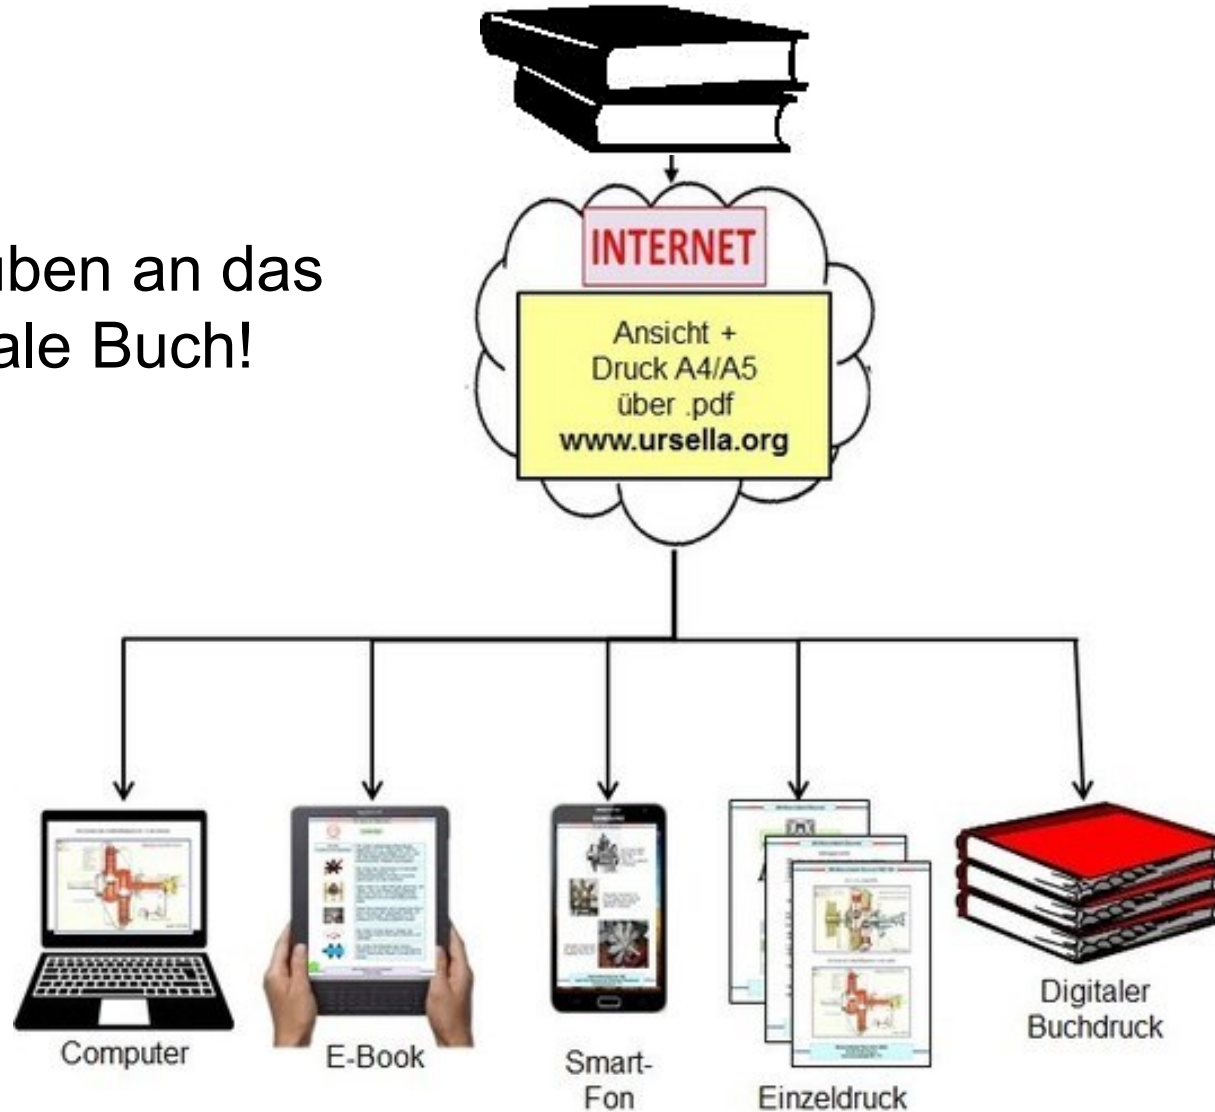 INTERNET
uben an das
ale Buch!
Ansicht +
Druck A4/A5
über .pdf
www.ursella.org
Computer
E-Book
Smart-
Fon
Einzeldruck
Digitaler
Buchdruck